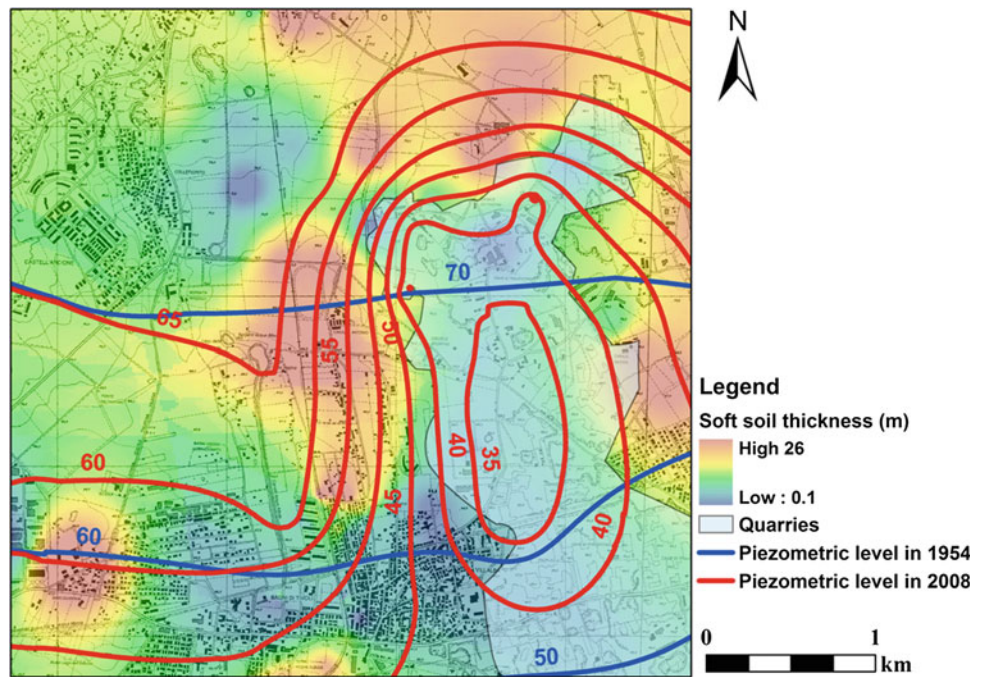 70
65
55
50
40
35
60
45
40
60
50
N
Legend
Soft soil thickness (m)
High 26
Low : 0.1
Quarries
Piezometric level in 1954
Piezometric level in 2008
0 1
km